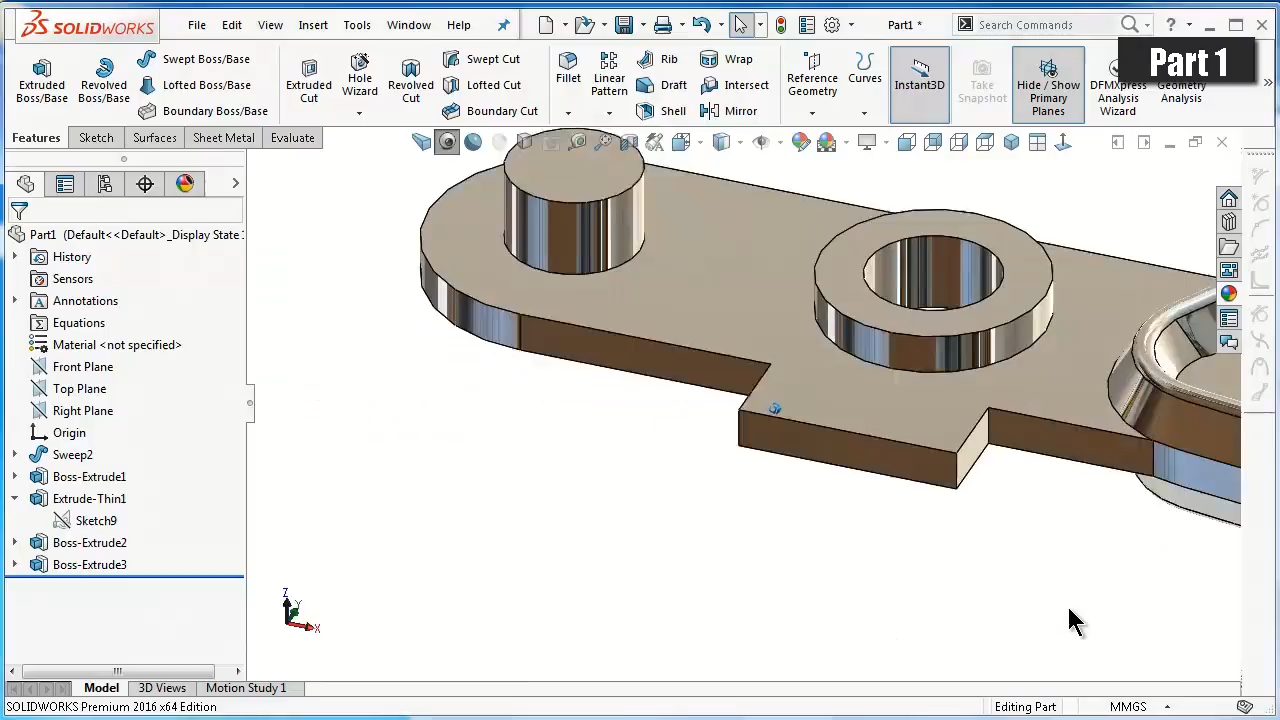 SOLIDWORKS
File Edit View Insert Tools Window Help
Part1 *
Search Commands
Part 1
Extruded Boss/Base
Revolved Boss/Base
Swept Boss/Base
Lofted Boss/Base
Boundary Boss/Base
Extruded Cut
Hole Wizard
Revolved Cut
Swept Cut
Boundary Cut
Fillet
Linear Pattern
Rib
Draft
Shell
Wrap
Intersect
Mirror
Reference Geometry
Curves
Instant3D
Take Snapshot
Hide / Show Primary Planes
DFMXpress Analysis Wizard
Analysis
Features Sketch Surfaces Sheet Metal Evaluate
Part1 (Default<<Default>_Display State
History
Sensors
Annotations
Equations
Material <not specified>
Front Plane
Top Plane
Right Plane
Origin
Sweep2
Boss-Extrude1
Extrude-Thin1
Sketch9
Boss-Extrude2
Boss-Extrude3
Z
Y
X
Model 3D Views Motion Study 1
SOLIDWORKS Premium 2016 x64 Edition
Editing Part
MMGS